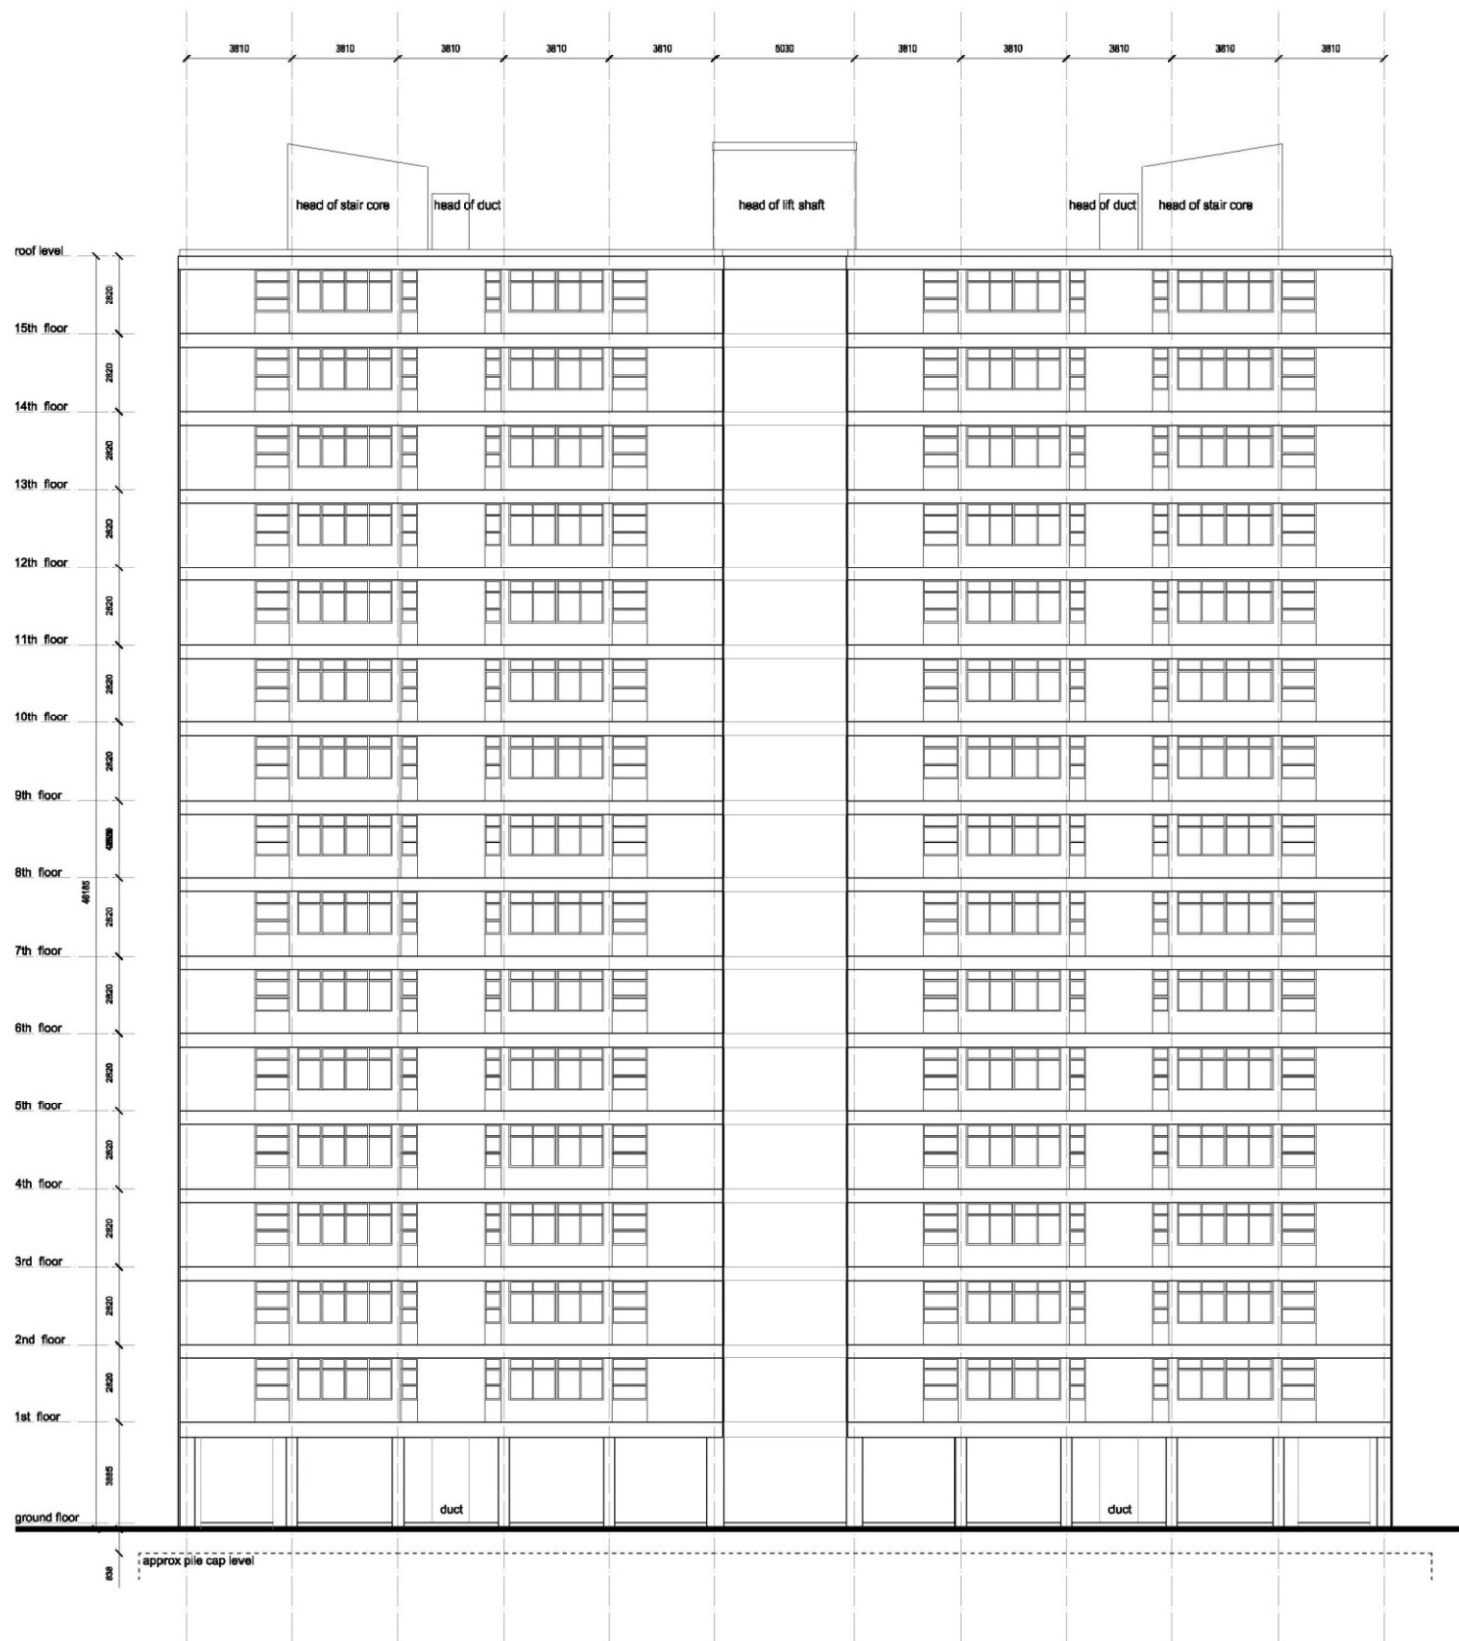 3810 3810 3810 3810 3810 5030 3810 3810 3810 3810 3810
head of stair core head of duct head of lift shaft head of duct head of stair core
roof level
2820
15th floor
2820
14th floor
2820
13th floor
2820
12th floor
2820
11th floor
2820
10th floor
2820
9th floor
8th floor
46185
2820
7th floor
2820
6th floor
2820
5th floor
2820
4th floor
2820
3rd floor
2820
2nd floor
2820
1st floor
3885
duct duct
ground floor
approx pile cap level
838